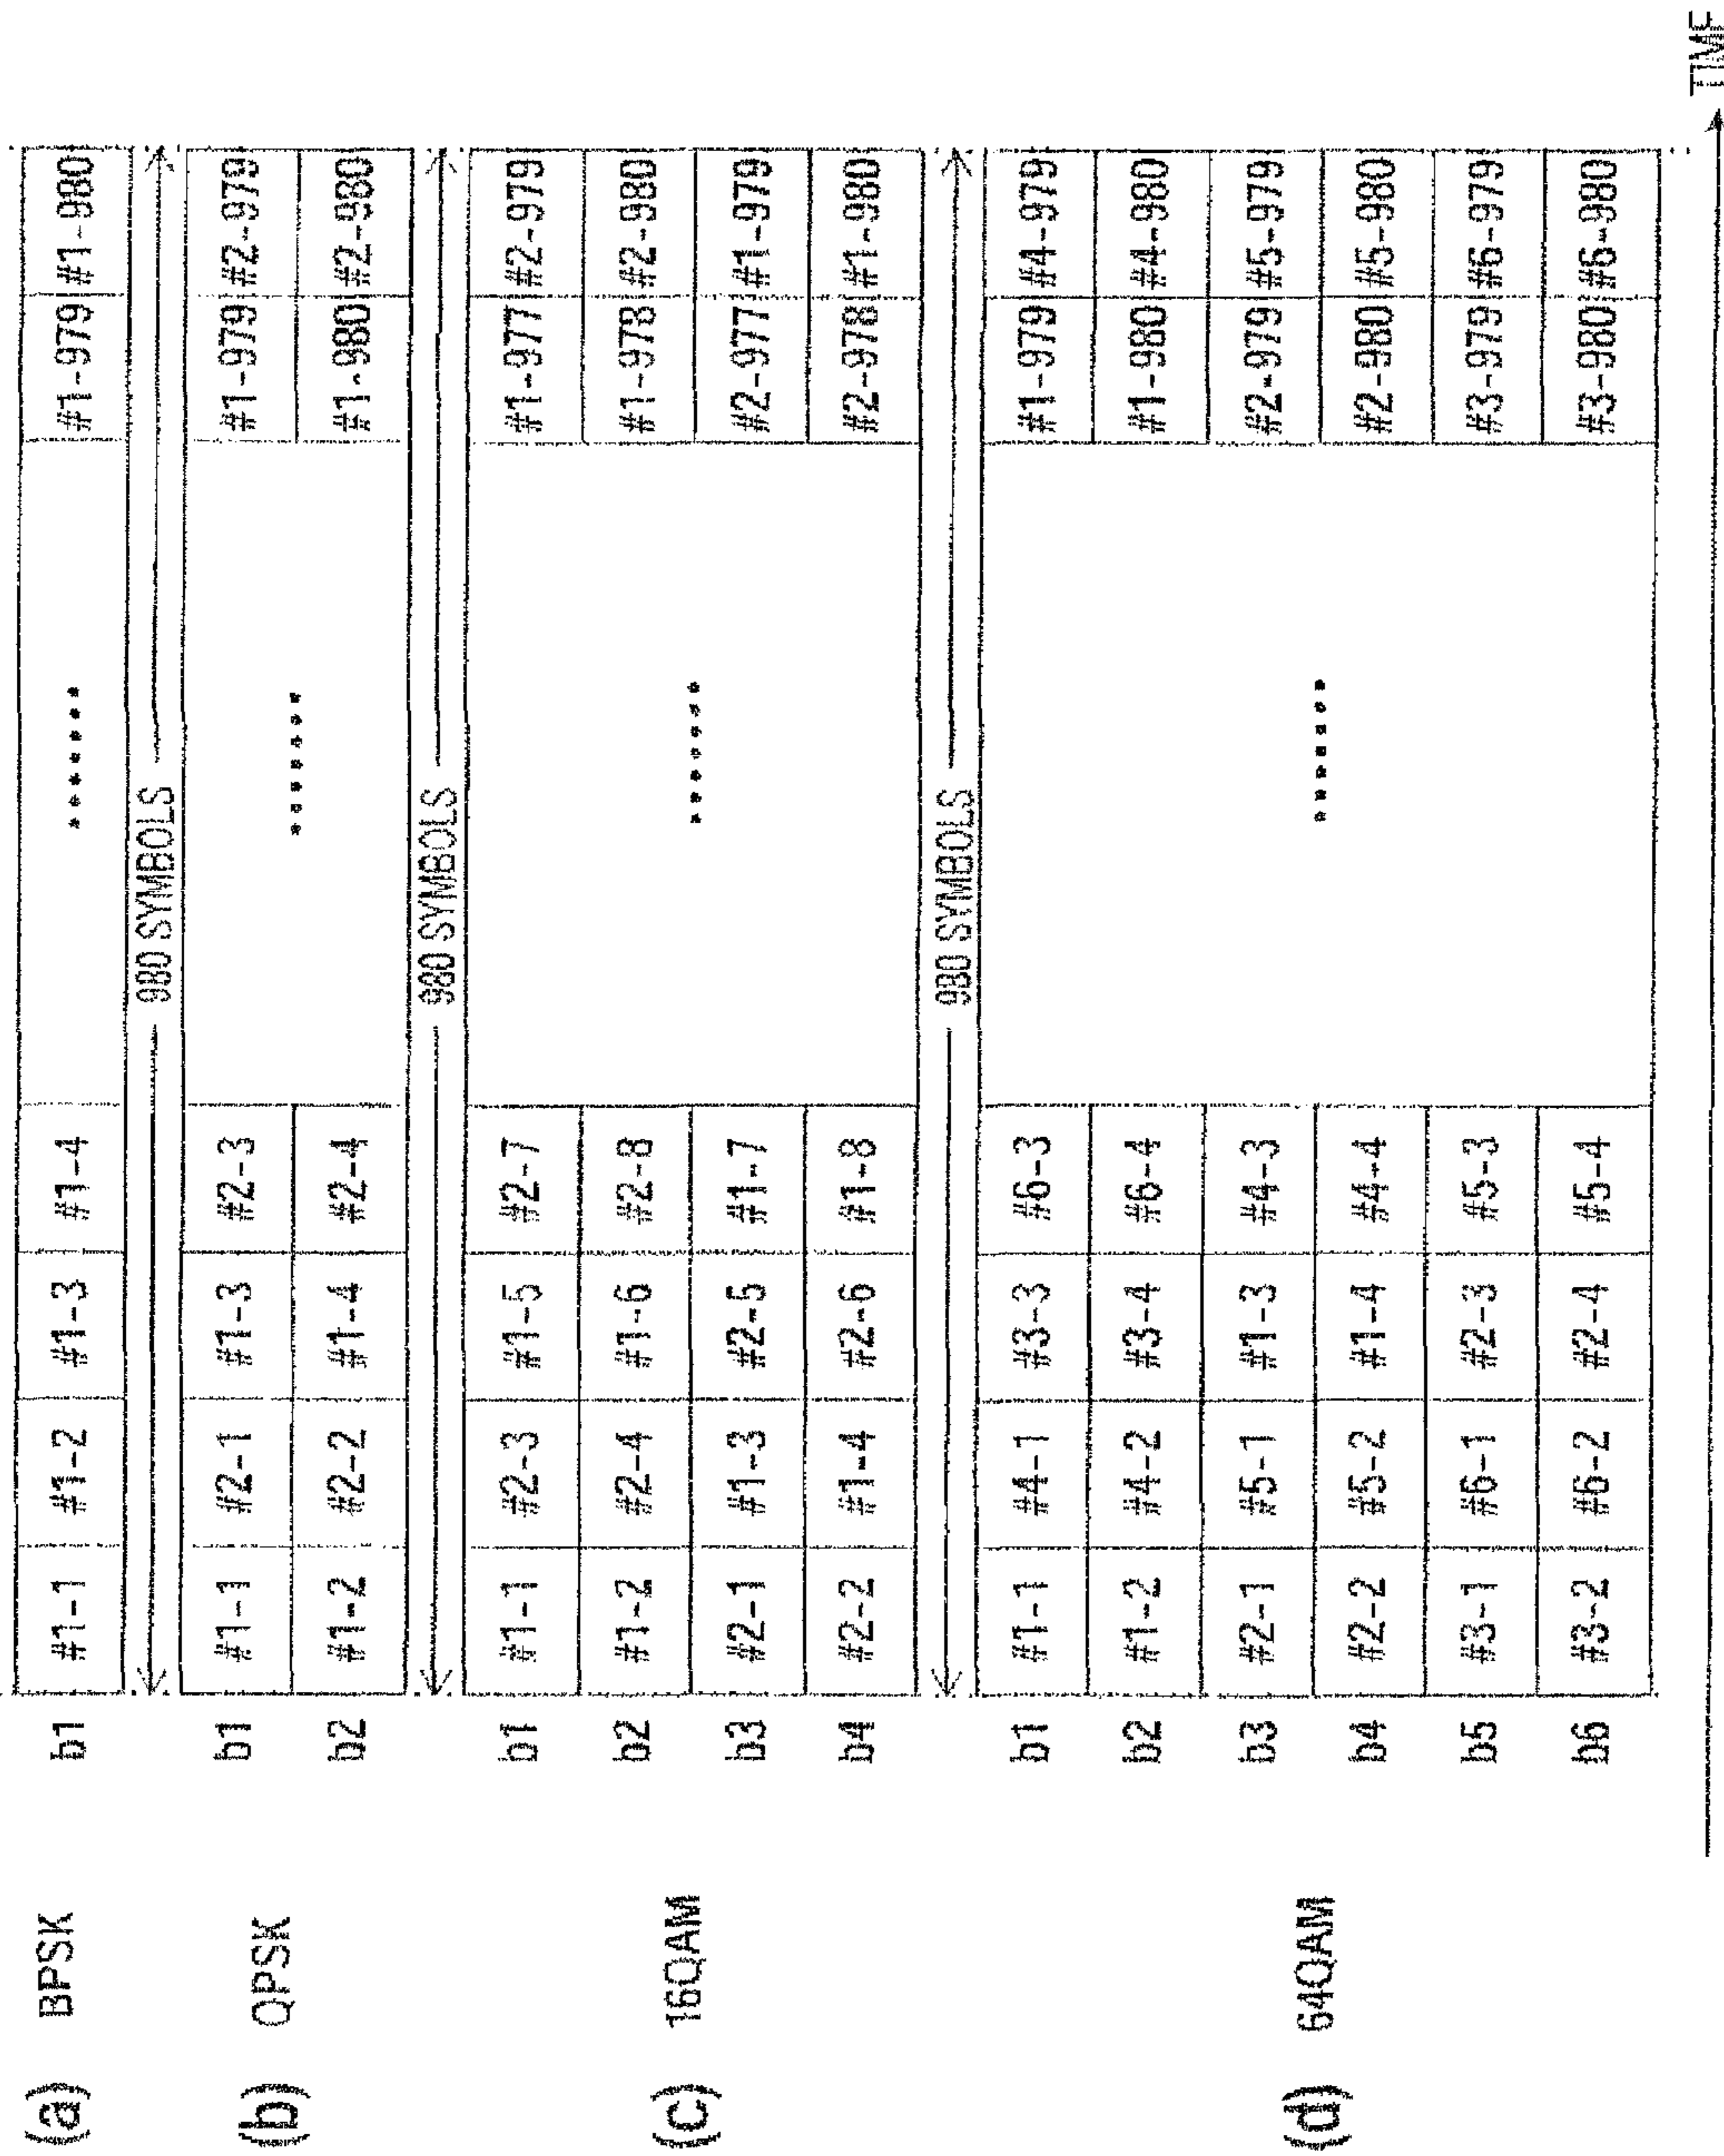 (a) BPSK
b1 #1-1 #1-2 #1-3 #1-4 ....... #1-979 #1-980
980 SYMBOLS
(b) QPSK
b1 #1-1 #2-1 #1-3 #2-3 ....... #1-979 #2-979
b2 #1-2 #2-2 #1-4 #2-4 #1-980 #2-980
980 SYMBOLS
(c) 16QAM
b1 #1-1 #2-3 #1-5 #2-7 ....... #1-977 #2-979
b2 #1-2 #2-4 #1-6 #2-8 #1-978 #2-980
b3 #2-1 #1-3 #2-5 #1-7 #2-977 #1-979
b4 #2-2 #1-4 #2-6 #1-8 #2-978 #1-980
980 SYMBOLS
(d) 64QAM
b1 #1-1 #4-1 #3-3 #6-3 ....... #1-979 #4-979
b2 #1-2 #4-2 #3-4 #6-4 #1-980 #4-980
b3 #2-1 #5-1 #1-3 #4-3 #2-979 #5-979
b4 #2-2 #5-2 #1-4 #4-4 #2-980 #5-980
b5 #3-1 #6-1 #2-3 #5-3 #3-979 #6-979
b6 #3-2 #6-2 #2-4 #5-4 #3-980 #6-980
TIME